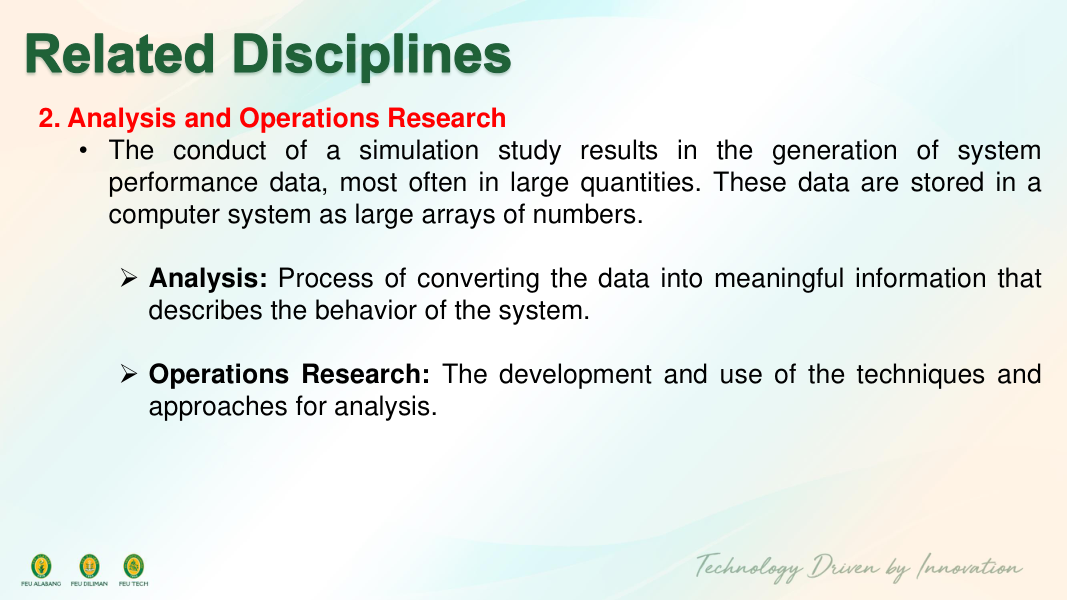 Related Disciplines
2. Analysis and Operations Research
• The conduct of a simulation study results in the generation of system
performance data, most often in large quantities. These data are stored in a
computer system as large arrays of numbers.
➢ Analysis: Process of converting the data into meaningful information that
describes the behavior of the system.
➢ Operations Research: The development and use of the techniques and
approaches for analysis.
FEU ALABANG FEU DILIMAN FEU TECH
Technology Driven by Innovation